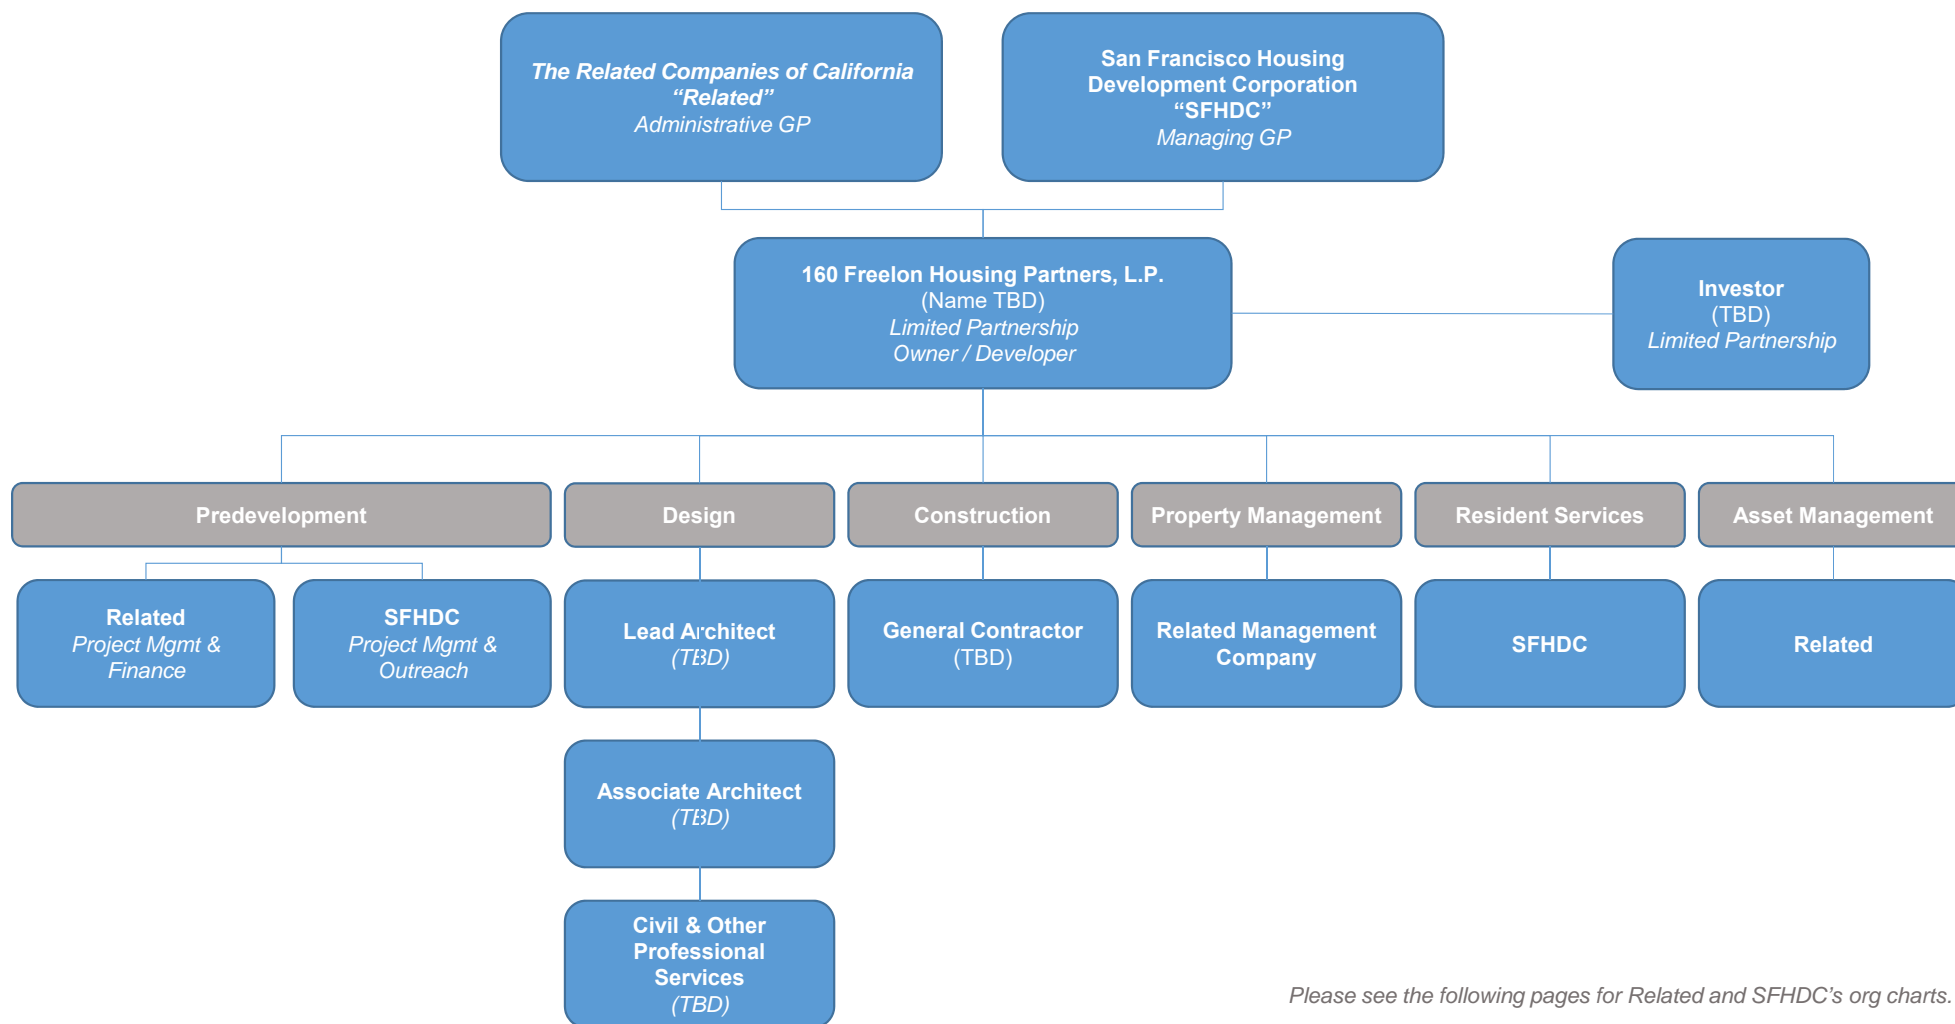 The Related Companies of California
“Related”
Administrative GP
San Francisco Housing
Development Corporation
“SFHDC”
Managing GP
160 Freelon Housing Partners, L.P.
(Name TBD)
Limited Partnership
Owner / Developer
Investor
(TBD)
Limited Partnership
Predevelopment
Design
Construction
Property Management
Resident Services
Asset Management
Related
Project Mgmt &
Finance
SFHDC
Project Mgmt &
Outreach
Lead Architect
(TBD)
General Contractor
(TBD)
Related Management
Company
SFHDC
Related
Associate Architect
(TBD)
Civil & Other
Professional
Services
(TBD)
Please see the following pages for Related and SFHDC’s org charts.